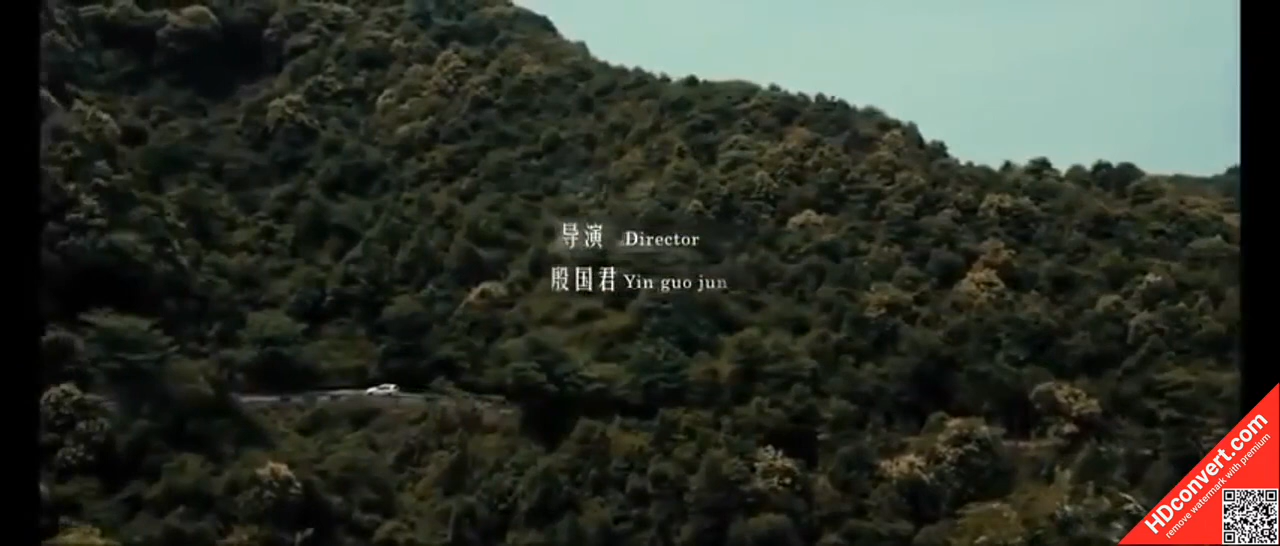 导演 Director
殷国君 Yin guo jun
HDconvert.com
remove watermark with premium